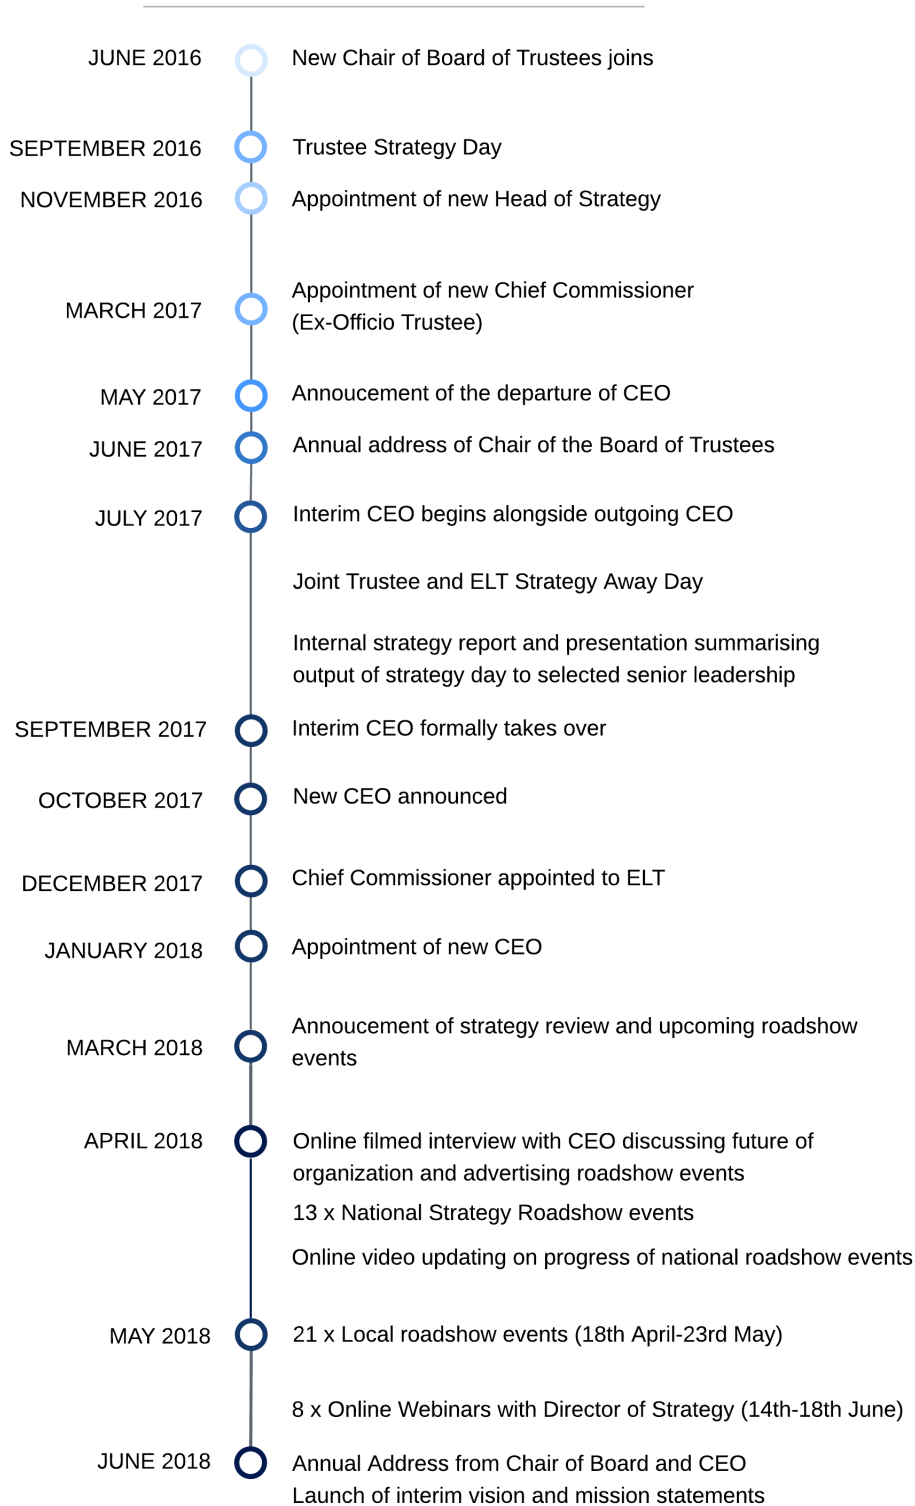 JUNE 2016 New Chair of Board of Trustees joins
SEPTEMBER 2016 Trustee Strategy Day
NOVEMBER 2016 Appointment of new Head of Strategy
Appointment of new Chief Commissioner
MARCH 2017 (Ex-Officio Trustee)
MAY 2017 Annoucement of the departure of CEO
JUNE 2017 Annual address of Chair of the Board of Trustees
JULY 2017 Interim CEO begins alongside outgoing CEO
Joint Trustee and ELT Strategy Away Day
Internal strategy report and presentation summarising
output of strategy day to selected senior leadership
SEPTEMBER 2017 Interim CEO formally takes over
OCTOBER 2017 New CEO announced
DECEMBER 2017 Chief Commissioner appointed to ELT
JANUARY 2018 Appointment of new CEO
Annoucement of strategy review and upcoming roadshow
MARCH 2018 events
APRIL 2018 Online filmed interview with CEO discussing future of
organization and advertising roadshow events
13 x National Strategy Roadshow events
Online video updating on progress of national roadshow events
MAY 2018 21 x Local roadshow events (18th April-23rd May)
8 x Online Webinars with Director of Strategy (14th-18th June)
JUNE 2018 Annual Address from Chair of Board and CEO
Launch of interim vision and mission statements